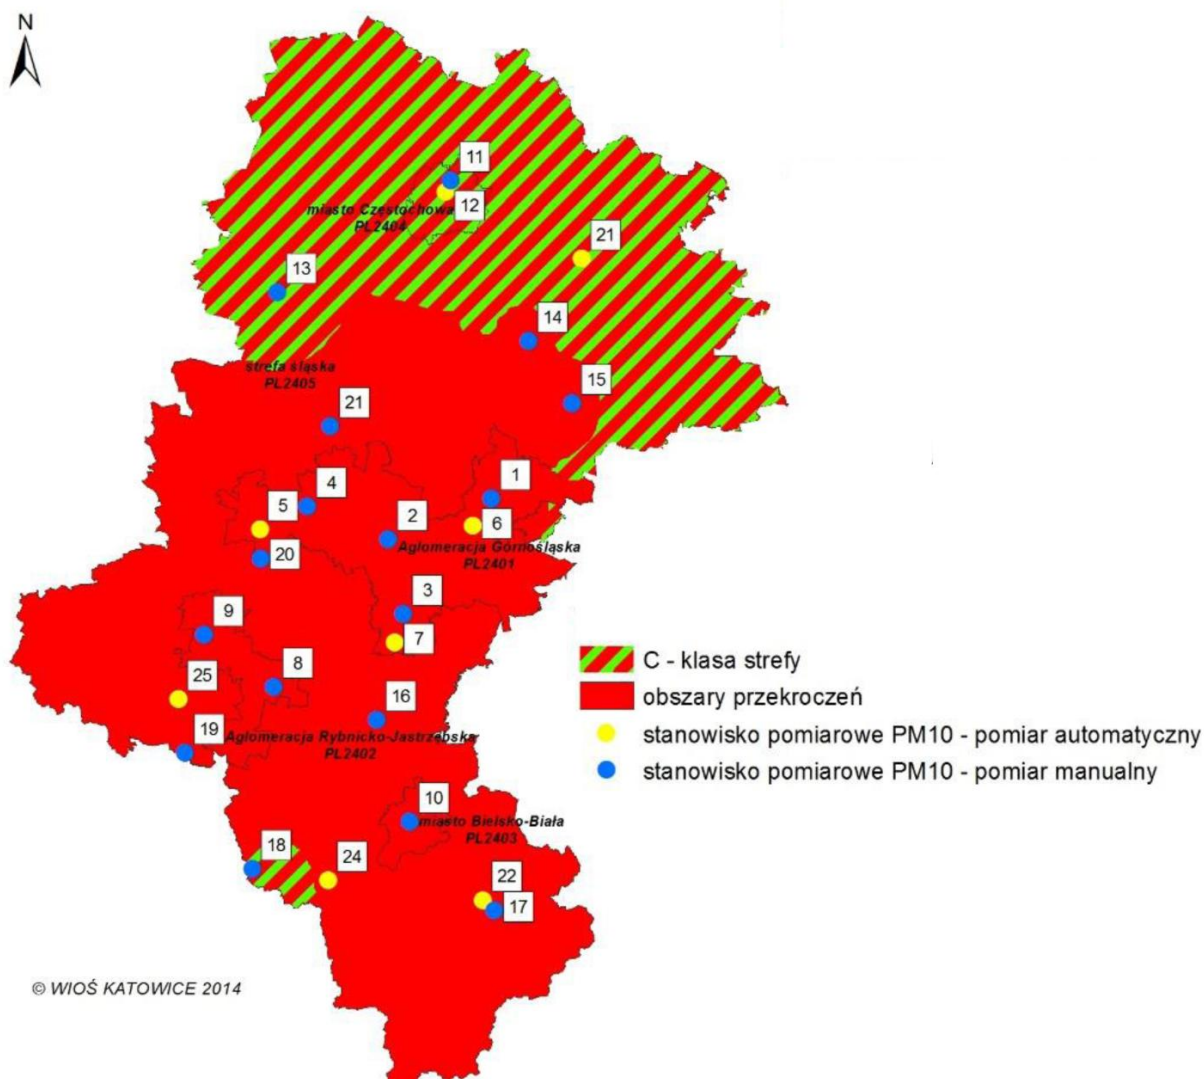 N
11
miasto Częstochowa
PL2404
12
21
13
14
strefa śląska
PL2405
15
21
1
4
5
2
6
Aglomeracja Górnośląska
PL2401
20
3
9
7
8
25
16
19
Aglomeracja Rybnicko-Jastrzębska
PL2402
10
miasto Bielsko-Biała
PL2403
18
24
22
17
C - klasa strefy
obszary przekroczeń
stanowisko pomiarowe PM10 - pomiar automatyczny
stanowisko pomiarowe PM10 - pomiar manualny
© WIOŚ KATOWICE 2014